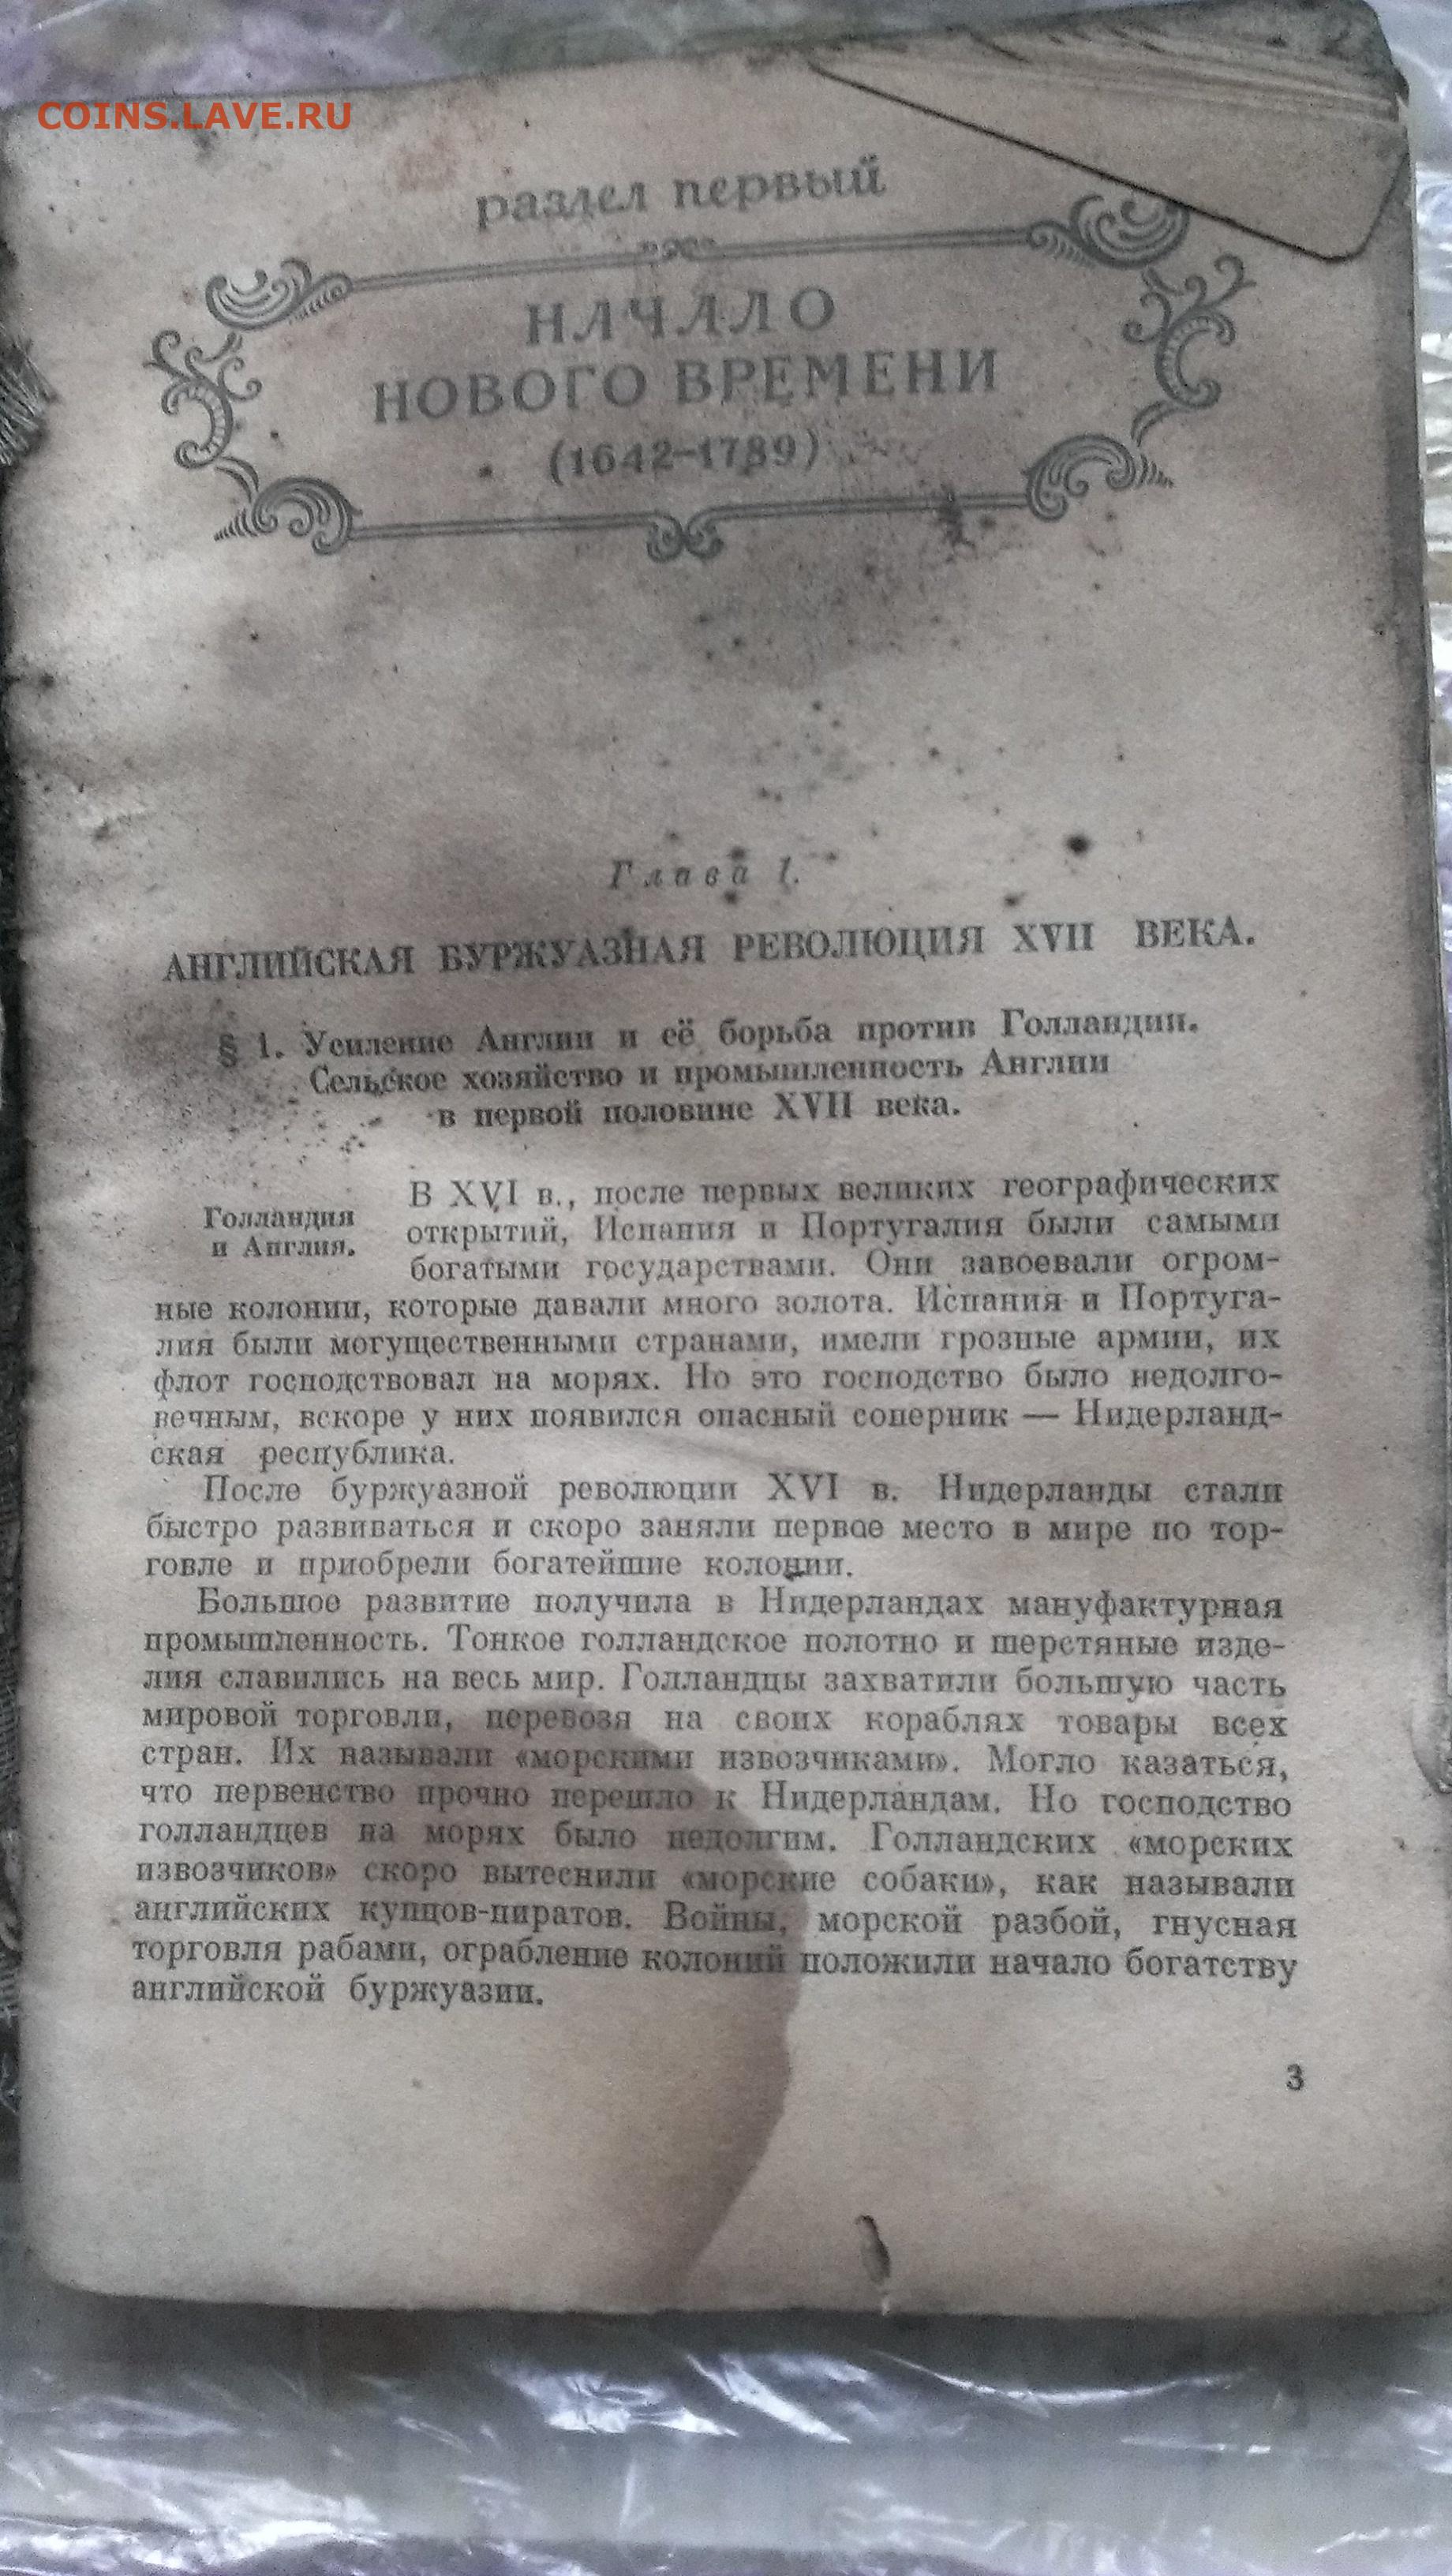 COINS.LAVE.RU
раздел первый
НАЧАЛО
НОВОГО ВРЕМЕНИ
(1642–1789)
Глава 1.
АНГЛИЙСКАЯ БУРЖУАЗНАЯ РЕВОЛЮЦИЯ XVII ВЕКА.
§ 1. Усиление Англии и её борьба против Голландии.
Сельское хозяйство и промышленность Англии
в первой половине XVII века.
Голландия
и Англия.
В XVI в., после первых великих географических
открытий, Испания и Португалия были самыми
богатыми государствами. Они завоевали огром-
ные колонии, которые давали много золота. Испания и Португа-
лия были могущественными странами, имели грозные армии, их
флот господствовал на морях. Но это господство было недолго-
вечным, вскоре у них появился опасный соперник — Нидерланд-
ская республика.
После буржуазной революции XVI в. Нидерланды стали
быстро развиваться и скоро заняли первое место в мире по тор-
говле и приобрели богатейшие колонии.
Большое развитие получила в Нидерландах мануфактурная
промышленность. Тонкое голландское полотно и шерстяные изде-
лия славились на весь мир. Голландцы захватили большую часть
мировой торговли, перевозя на своих кораблях товары всех
стран. Их называли «морскими извозчиками». Могло казаться,
что первенство прочно перешло к Нидерландам. Но господство
голландцев на морях было недолгим. Голландских «морских
извозчиков» скоро вытеснили «морские собаки», как называли
английских купцов-пиратов. Войны, морской разбой, гнусная
торговля рабами, ограбление колоний положили начало богатству
английской буржуазии.
3